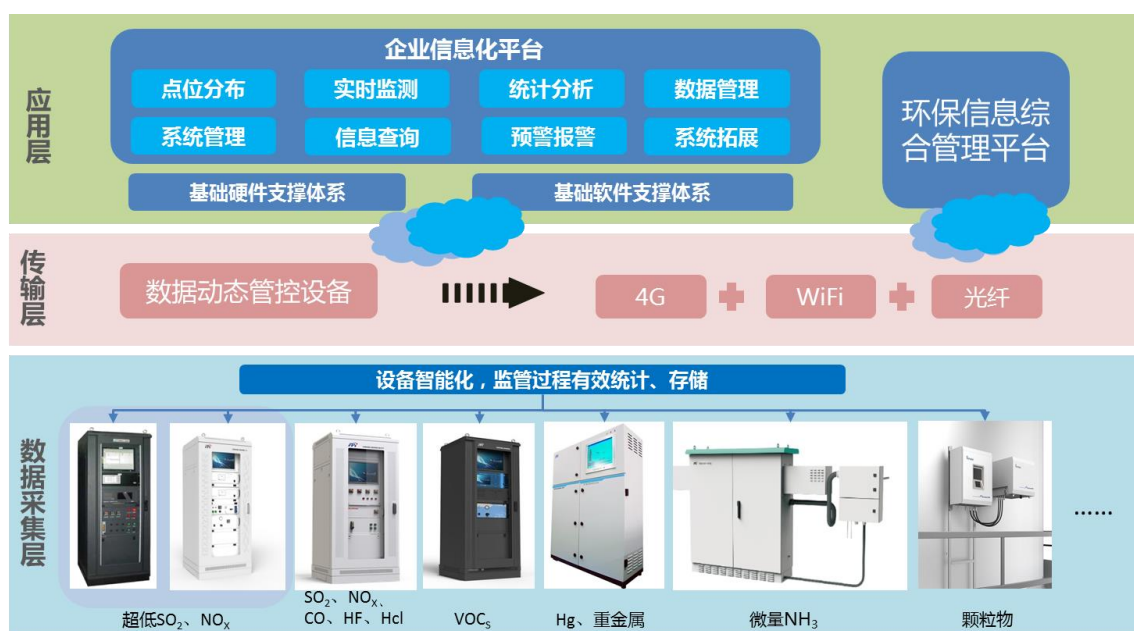 应用层
企业信息化平台
点位分布 实时监测 统计分析 数据管理
系统管理 信息查询 预警报警 系统拓展
基础硬件支撑体系 基础软件支撑体系
环保信息综
合管理平台
传输层
数据动态管控设备 4G + WiFi + 光纤
数据采集层
设备智能化，监管过程有效统计、存储
......
超低SO₂、NOₓ
SO₂、NOₓ、
CO、HF、Hcl
VOCₛ
Hg、重金属
微量NH₃
颗粒物